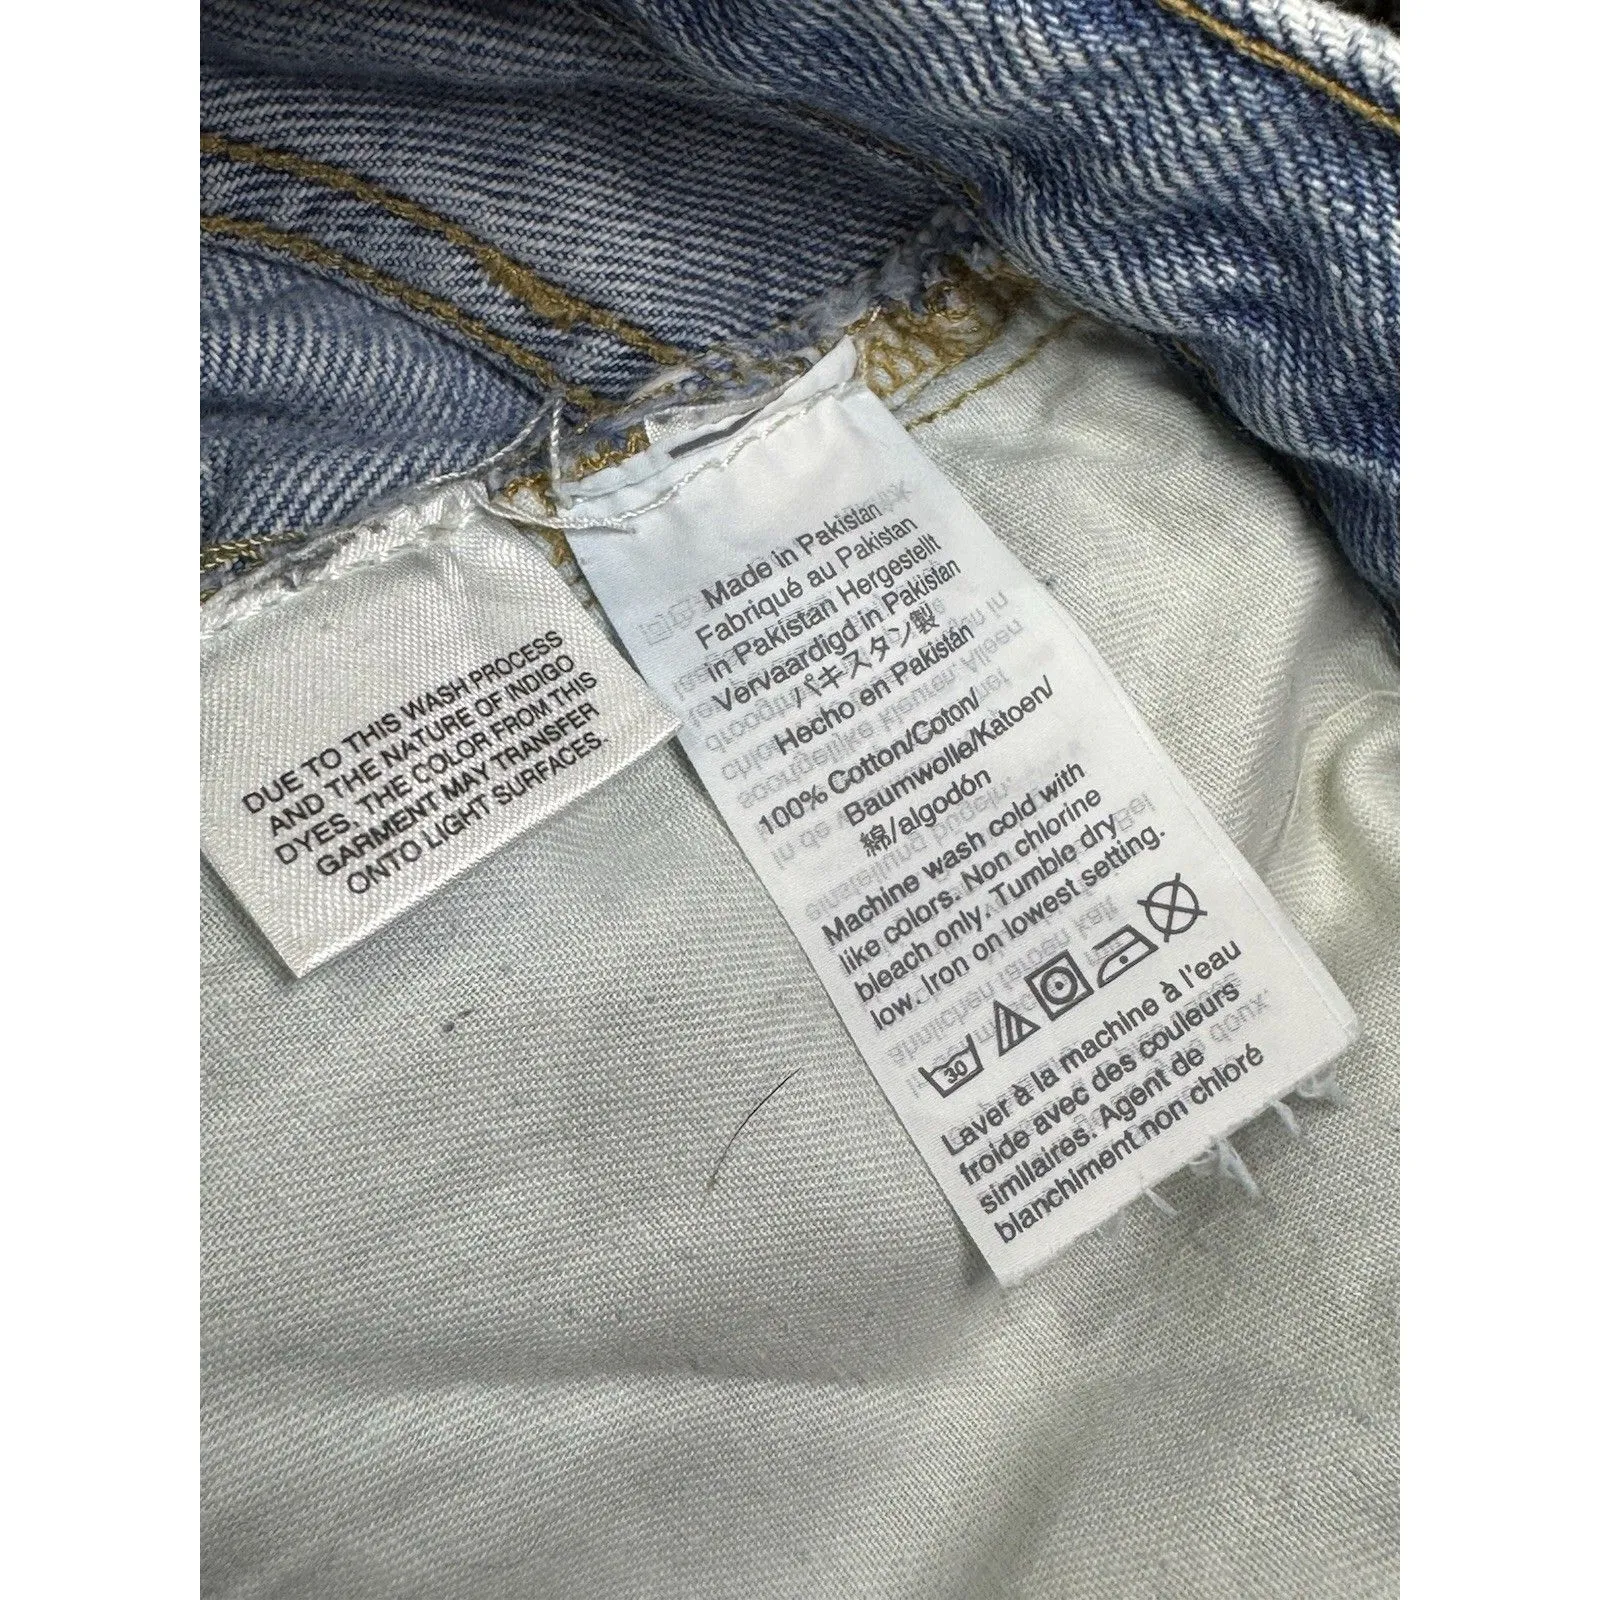 DUE TO THIS WASH PROCESS
AND THE NATURE OF INDIGO
DYES, THE COLOR FROM THIS
GARMENT MAY TRANSFER
ONTO LIGHT SURFACES.
Made in Pakistan
Fabriqué au Pakistan
in Pakistan Hergestellt
Vervaardigd in Pakistan
パキスタン製
Hecho en Pakistán
100% Cotton/Coton/
Baumwolle/Katoen/
綿/algodón
Machine wash cold with
like colors. Non chlorine
bleach only. Tumble dry
low. Iron on lowest setting.
30
Laver à la machine à l'eau
froide avec des couleurs
similaires. Agent de
blanchiment non chloré